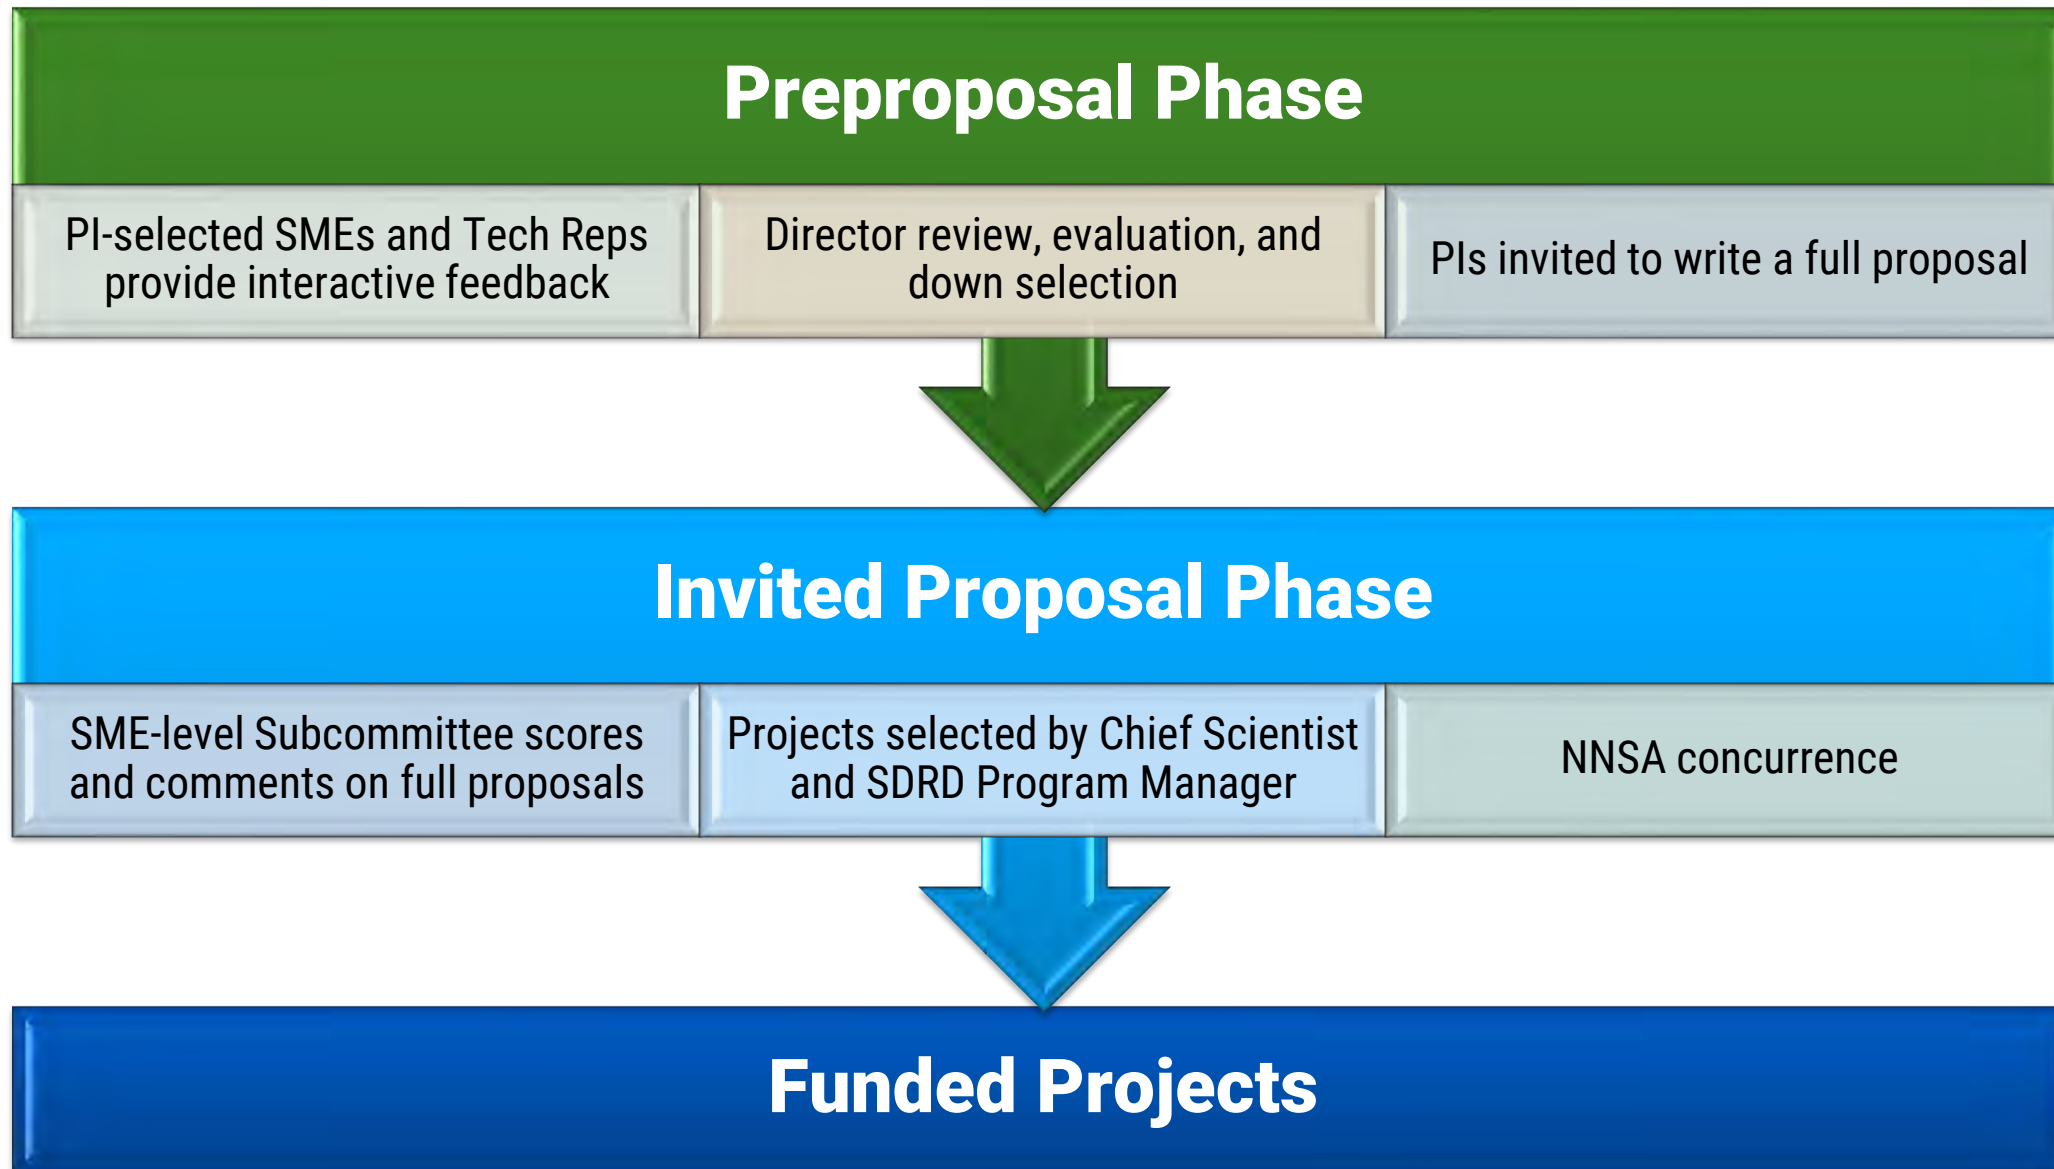 Preproposal Phase
PI-selected SMEs and Tech Reps
provide interactive feedback
Director review, evaluation, and
down selection
PIs invited to write a full proposal
Invited Proposal Phase
SME-level Subcommittee scores
and comments on full proposals
Projects selected by Chief Scientist
and SDRD Program Manager
NNSA concurrence
Funded Projects